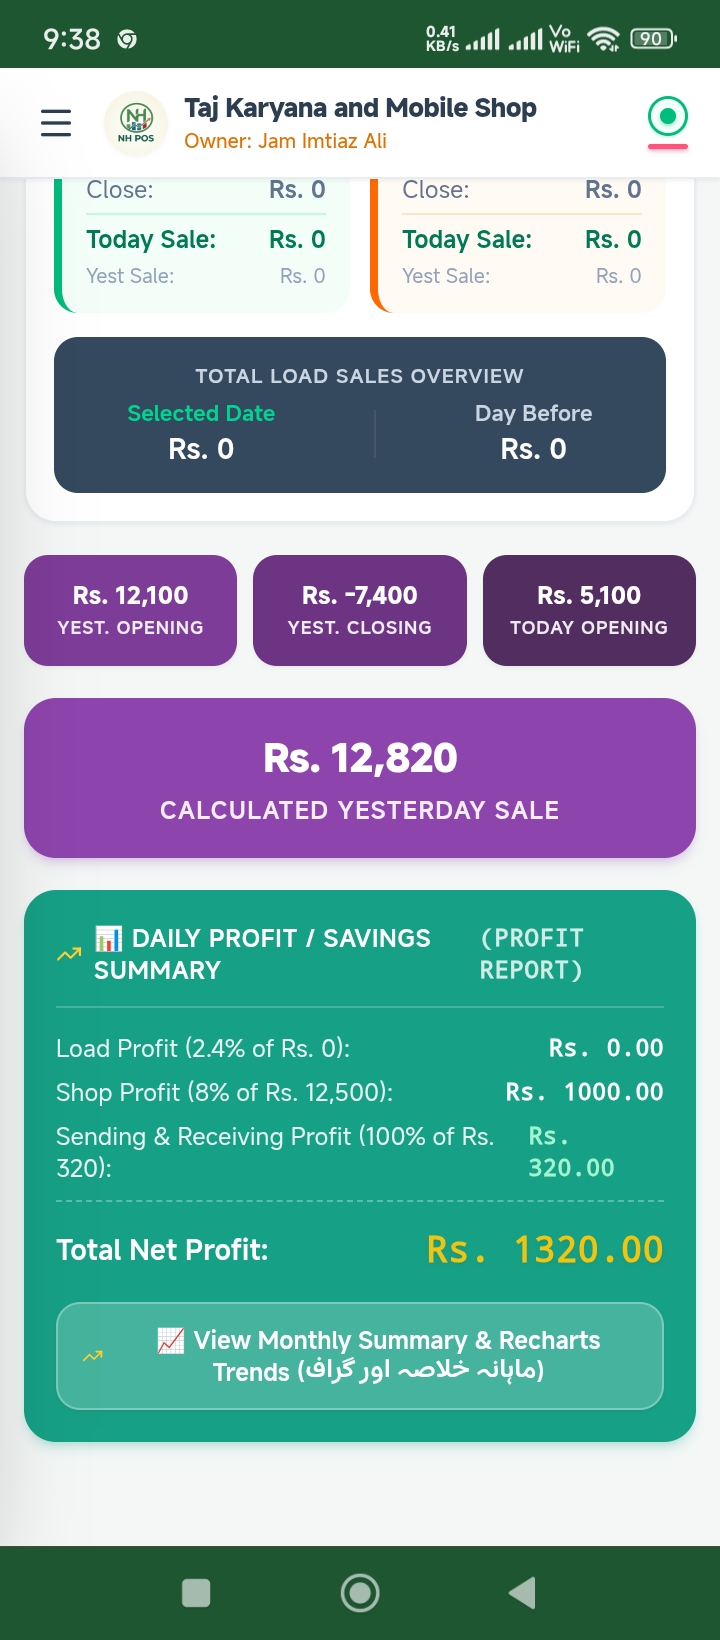 9:38
0.41 KB/s
Vo WiFi
90
NH POS
Taj Karyana and Mobile Shop
Owner: Jam Imtiaz Ali
Close: Rs. 0
Close: Rs. 0
Today Sale: Rs. 0
Today Sale: Rs. 0
Yest Sale: Rs. 0
Yest Sale: Rs. 0
TOTAL LOAD SALES OVERVIEW
Selected Date
Day Before
Rs. 0
Rs. 0
Rs. 12,100
YEST. OPENING
Rs. -7,400
YEST. CLOSING
Rs. 5,100
TODAY OPENING
Rs. 12,820
CALCULATED YESTERDAY SALE
📊 DAILY PROFIT / SAVINGS
SUMMARY
(PROFIT
REPORT)
Load Profit (2.4% of Rs. 0): Rs. 0.00
Shop Profit (8% of Rs. 12,500): Rs. 1000.00
Sending & Receiving Profit (100% of Rs.
320):
Rs.
320.00
Total Net Profit: Rs. 1320.00
📈 View Monthly Summary & Recharts
Trends (ماہانہ خلاصہ اور گراف)